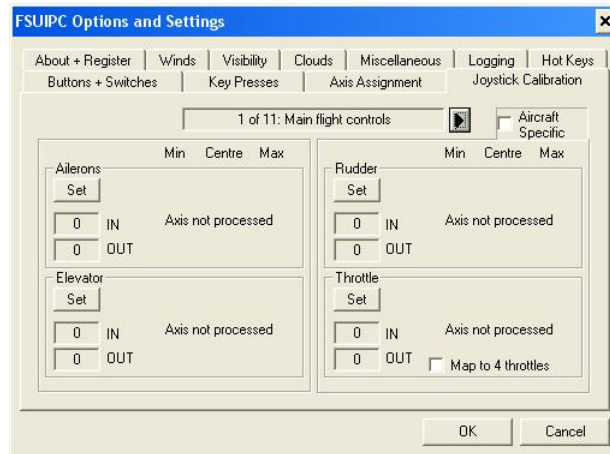 FSUIPC Options and Settings
About + Register Winds Visibility Clouds Miscellaneous Logging Hot Keys
Buttons + Switches Key Presses Axis Assignment Joystick Calibration
1 of 11: Main flight controls
Aircraft
Specific
Min Centre Max
Ailerons
Set
0 IN Axis not processed
0 OUT
Elevator
Set
0 IN Axis not processed
0 OUT
Min Centre Max
Rudder
Set
0 IN Axis not processed
0 OUT
Throttle
Set
0 IN Axis not processed
0 OUT Map to 4 throttles
OK Cancel